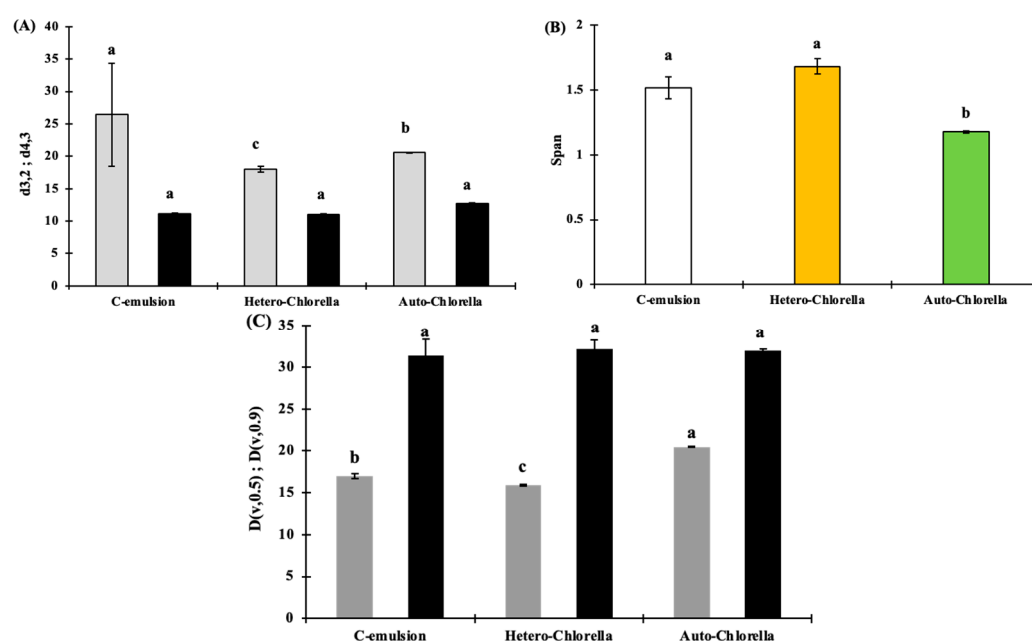 (A)
d3,2 ; d4,3
40
35
30
25
20
15
10
5
0
a
a
c
a
b
a
C-emulsion Hetero-Chlorella Auto-Chlorella
(B)
Span
2
1.5
1
0.5
0
a
a
b
C-emulsion Hetero-Chlorella Auto-Chlorella
(C)
D(v,0.5) ; D(v,0.9)
35
30
25
20
15
10
5
0
b
a
c
a
a
a
C-emulsion Hetero-Chlorella Auto-Chlorella